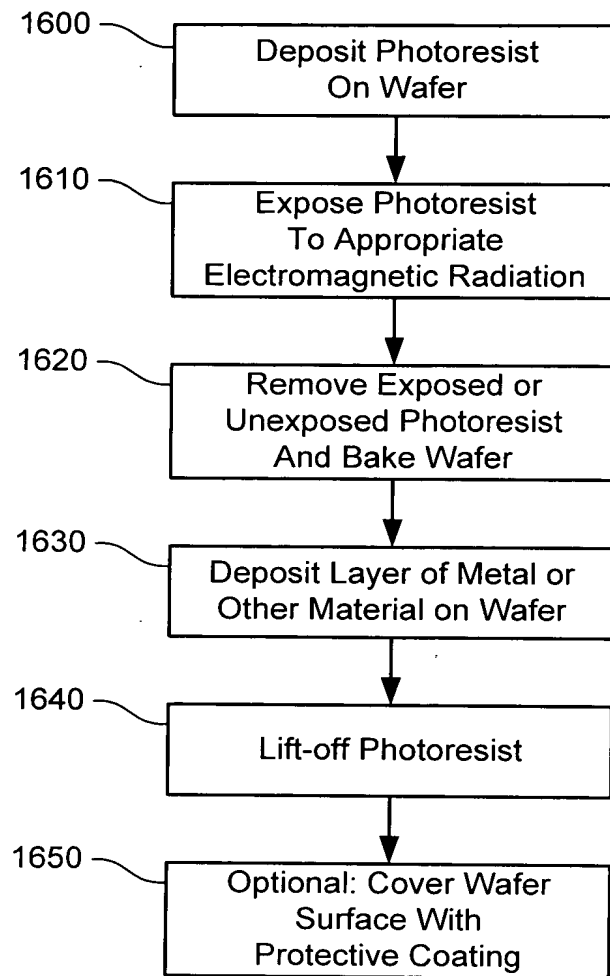 1600
Deposit Photoresist
On Wafer
1610
Expose Photoresist
To Appropriate
Electromagnetic Radiation
1620
Remove Exposed or
Unexposed Photoresist
And Bake Wafer
1630
Deposit Layer of Metal or
Other Material on Wafer
1640
Lift-off Photoresist
1650
Optional: Cover Wafer
Surface With
Protective Coating